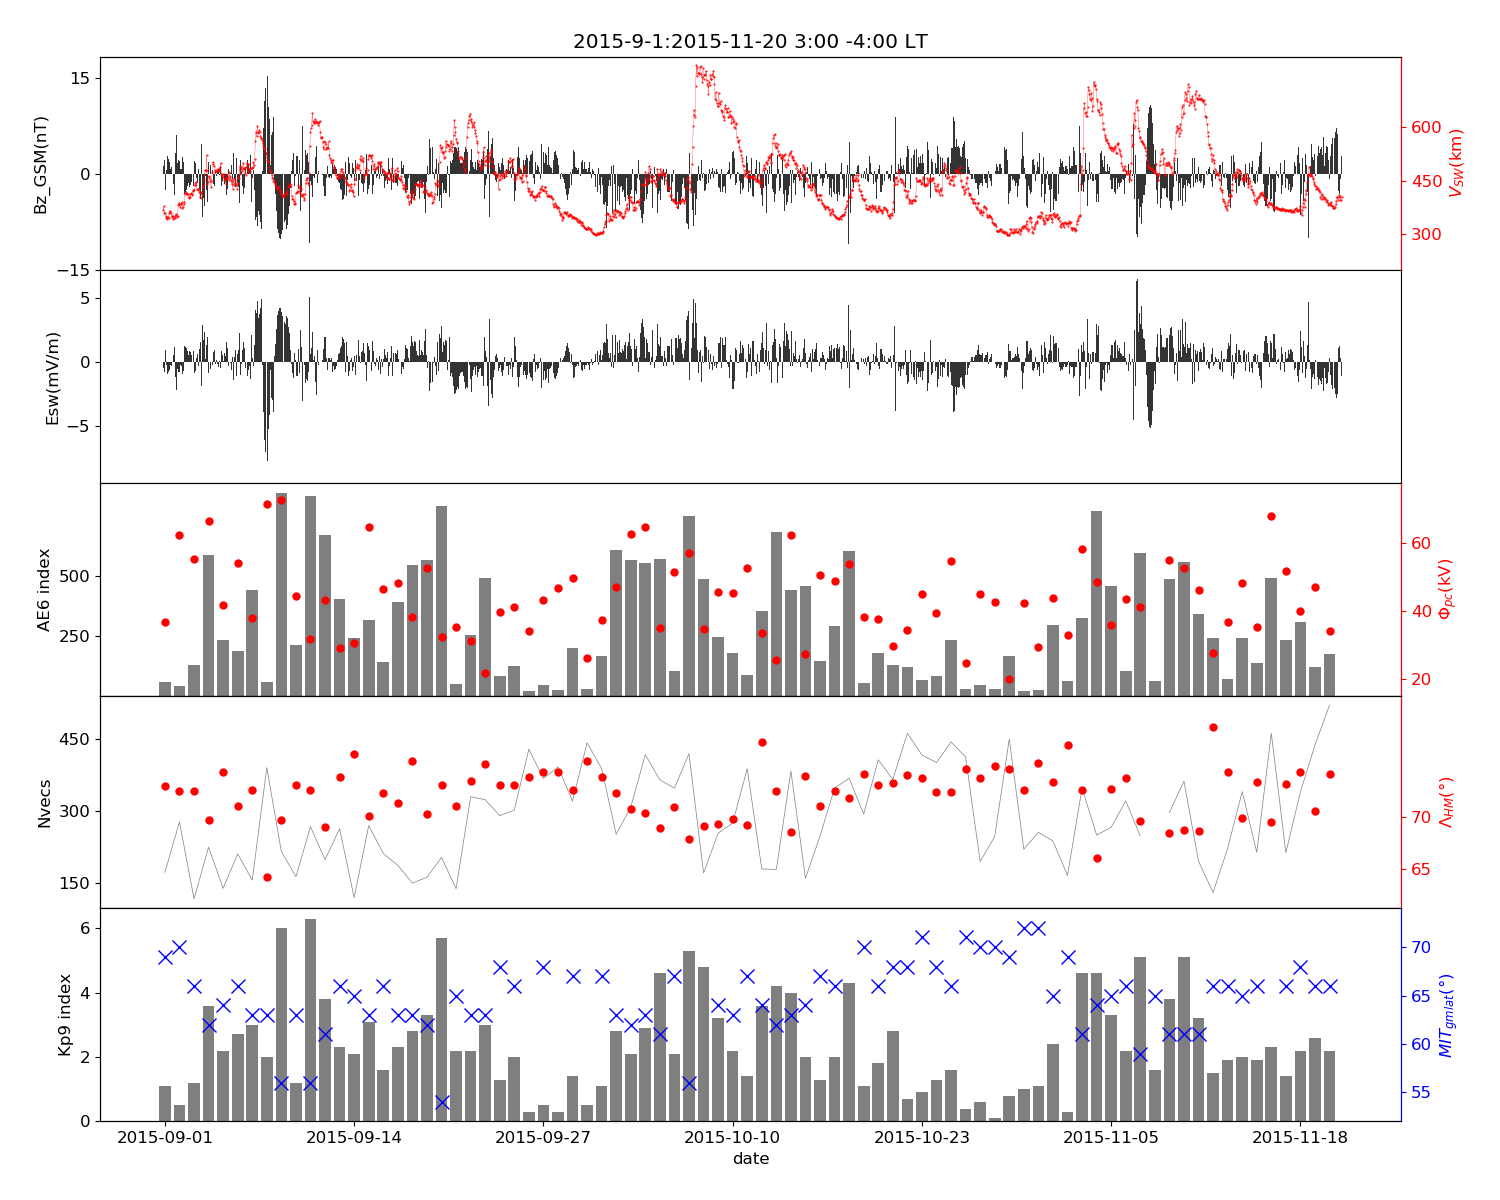 2015-9-1:2015-11-20 3:00 -4:00 LT
15
0
−15
Bz_GSM(nT)
600
450
300
V_SW(km)
5
0
−5
Esw(mV/m)
500
250
AE6 index
60
40
20
Φ_pc(kV)
450
300
150
Nvecs
70
65
Λ_HM(°)
6
4
2
0
Kp9 index
70
65
60
55
MIT_gmlat(°)
2015-09-01 2015-09-14 2015-09-27 2015-10-10 2015-10-23 2015-11-05 2015-11-18
date